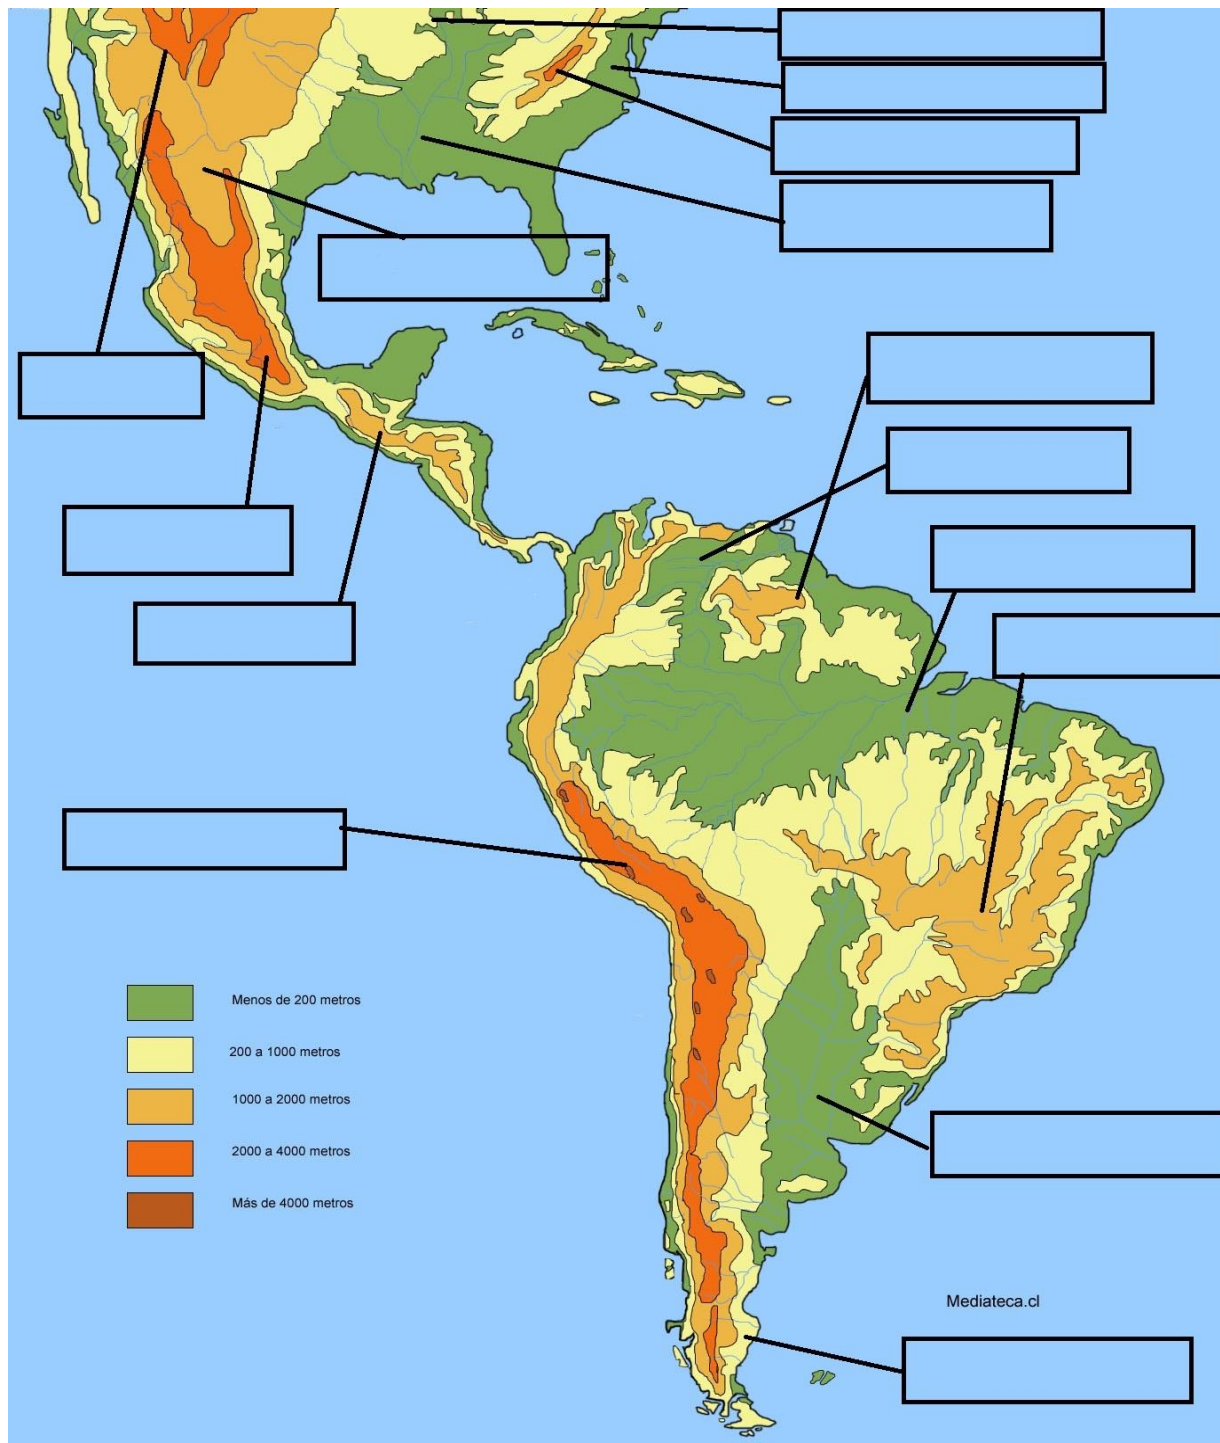 Menos de 200 metros
200 a 1000 metros
1000 a 2000 metros
2000 a 4000 metros
Más de 4000 metros
Mediateca.cl